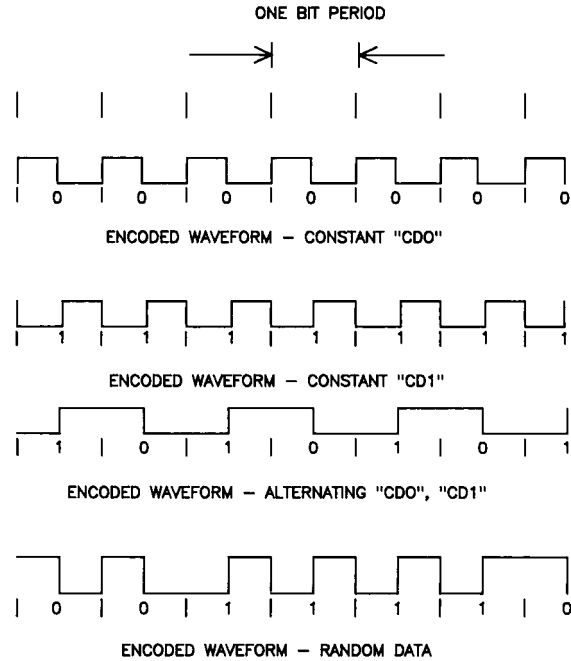 ONE BIT PERIOD
0 0 0 0 0 0 0
ENCODED WAVEFORM – CONSTANT "CD0"
1 1 1 1 1 1 1
ENCODED WAVEFORM – CONSTANT "CD1"
1 0 1 0 1 0 1
ENCODED WAVEFORM – ALTERNATING "CD0", "CD1"
0 0 1 1 1 1 0
ENCODED WAVEFORM – RANDOM DATA